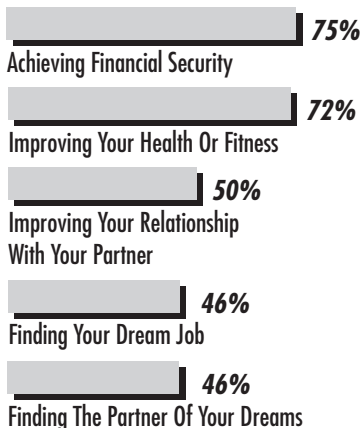 75%
Achieving Financial Security
72%
Improving Your Health Or Fitness
50%
Improving Your Relationship
With Your Partner
46%
Finding Your Dream Job
46%
Finding The Partner Of Your Dreams